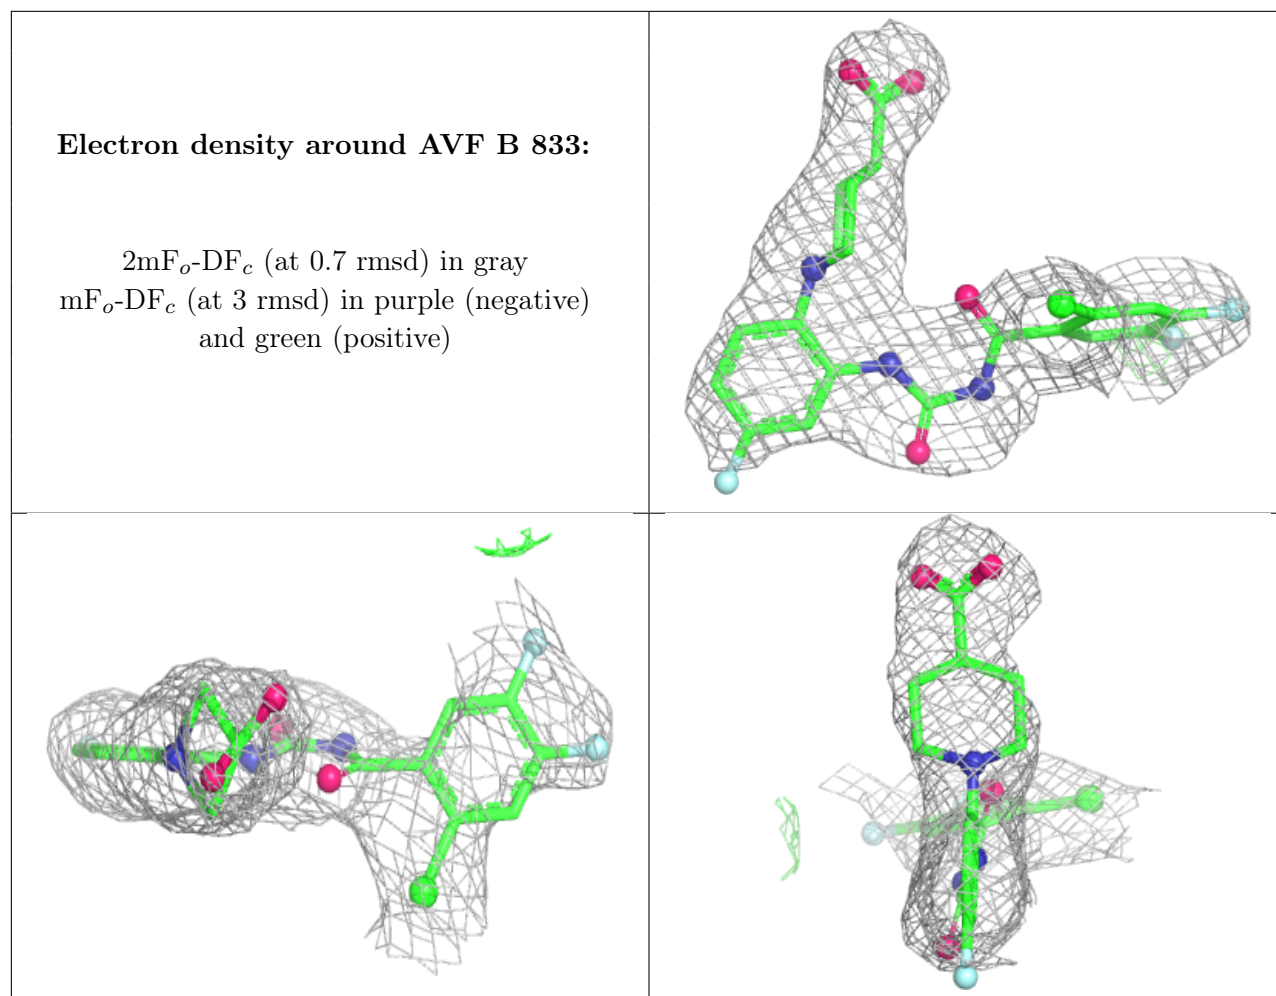 Electron density around AVF B 833:
2mFo-DFc (at 0.7 rmsd) in gray
mFo-DFc (at 3 rmsd) in purple (negative)
and green (positive)